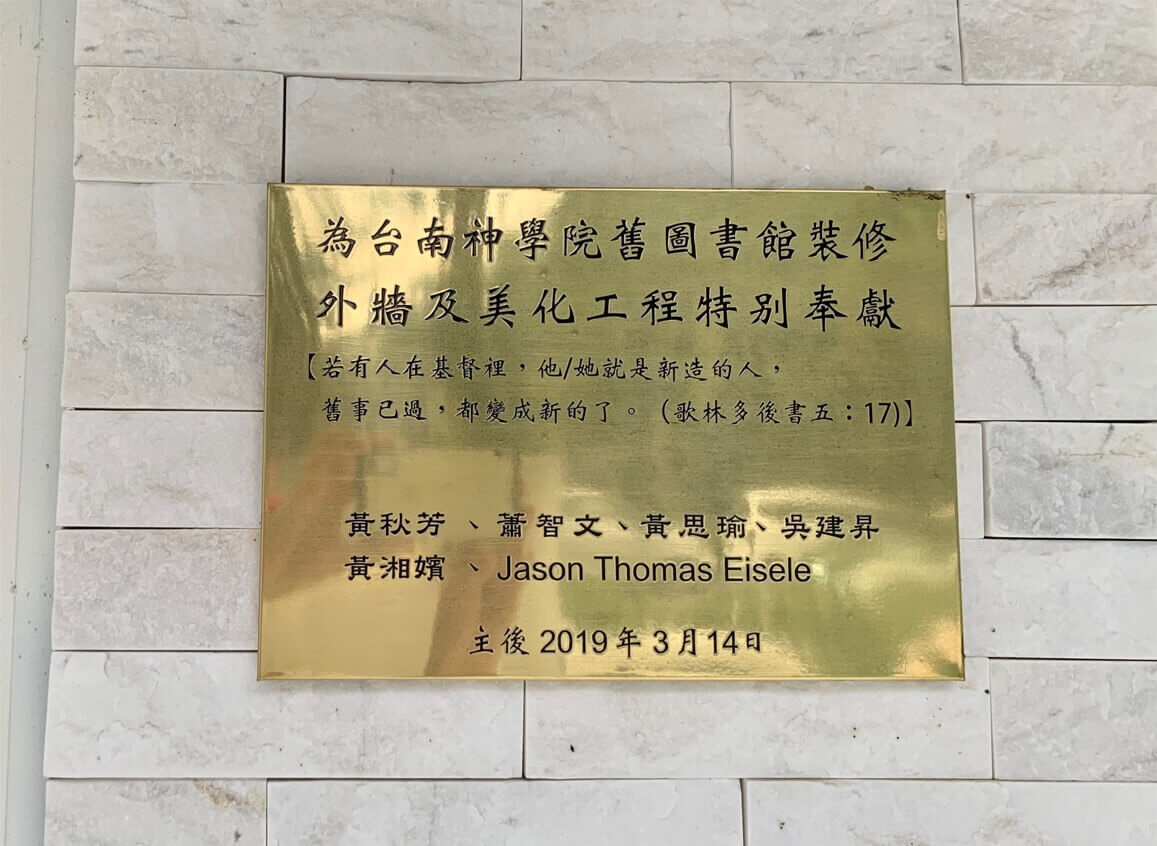 為台南神學院舊圖書館裝修
外牆及美化工程特別奉獻
【若有人在基督裡，他/她就是新造的人，
舊事已過，都變成新的了。（歌林多後書五：17)】
黃秋芳、蕭智文、黃思瑜、吳建昇
黃湘嬪、Jason Thomas Eisele
主後 2019 年 3 月14日